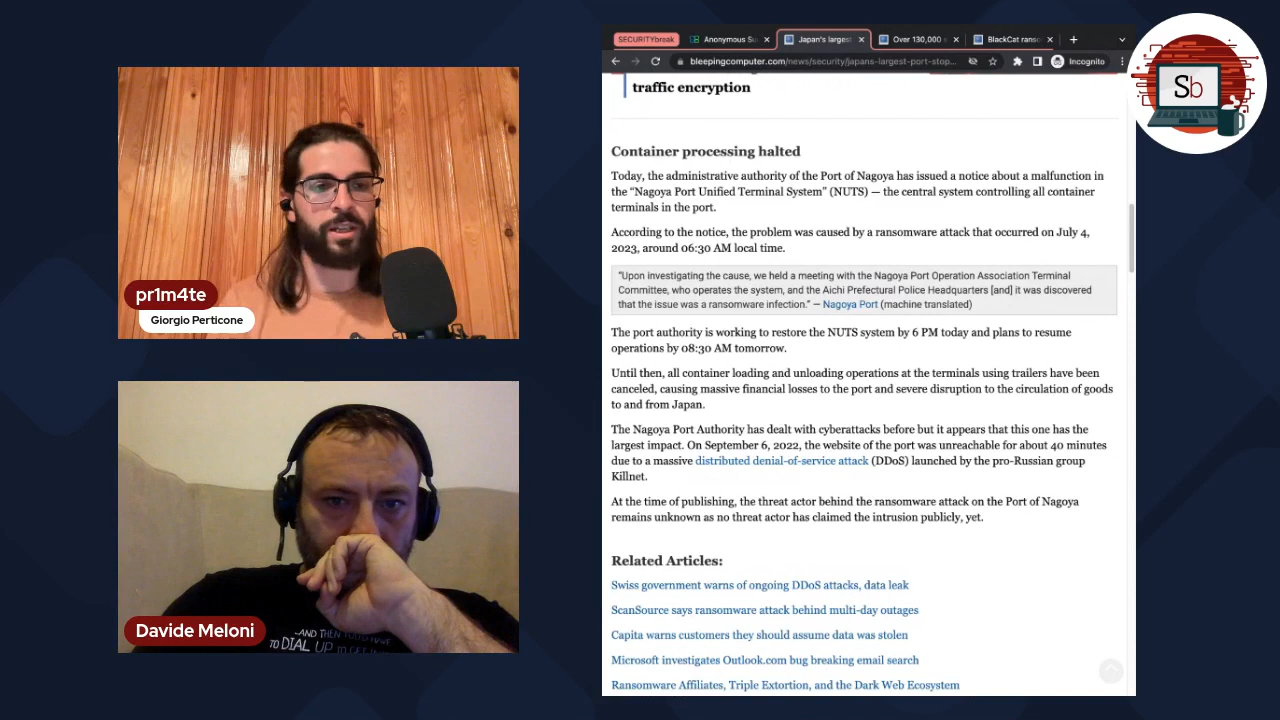 pr1m4te
Giorgio Perticone
...AND THEN YOU'D HAVE
TO DIAL UP TO GET
Davide Meloni
SECURITYbreak
Anonymous Su
Japan's largest
Over 130,000
BlackCat ranso
bleepingcomputer.com/news/security/japans-largest-port-stop...
Incognito
traffic encryption
Container processing halted
Today, the administrative authority of the Port of Nagoya has issued a notice about a malfunction in
the “Nagoya Port Unified Terminal System” (NUTS) — the central system controlling all container
terminals in the port.
According to the notice, the problem was caused by a ransomware attack that occurred on July 4,
2023, around 06:30 AM local time.
“Upon investigating the cause, we held a meeting with the Nagoya Port Operation Association Terminal
Committee, who operates the system, and the Aichi Prefectural Police Headquarters [and] it was discovered
that the issue was a ransomware infection.” — Nagoya Port (machine translated)
The port authority is working to restore the NUTS system by 6 PM today and plans to resume
operations by 08:30 AM tomorrow.
Until then, all container loading and unloading operations at the terminals using trailers have been
canceled, causing massive financial losses to the port and severe disruption to the circulation of goods
to and from Japan.
The Nagoya Port Authority has dealt with cyberattacks before but it appears that this one has the
largest impact. On September 6, 2022, the website of the port was unreachable for about 40 minutes
due to a massive distributed denial-of-service attack (DDoS) launched by the pro-Russian group
Killnet.
At the time of publishing, the threat actor behind the ransomware attack on the Port of Nagoya
remains unknown as no threat actor has claimed the intrusion publicly, yet.
Related Articles:
Swiss government warns of ongoing DDoS attacks, data leak
ScanSource says ransomware attack behind multi-day outages
Capita warns customers they should assume data was stolen
Microsoft investigates Outlook.com bug breaking email search
Ransomware Affiliates, Triple Extortion, and the Dark Web Ecosystem
Sb